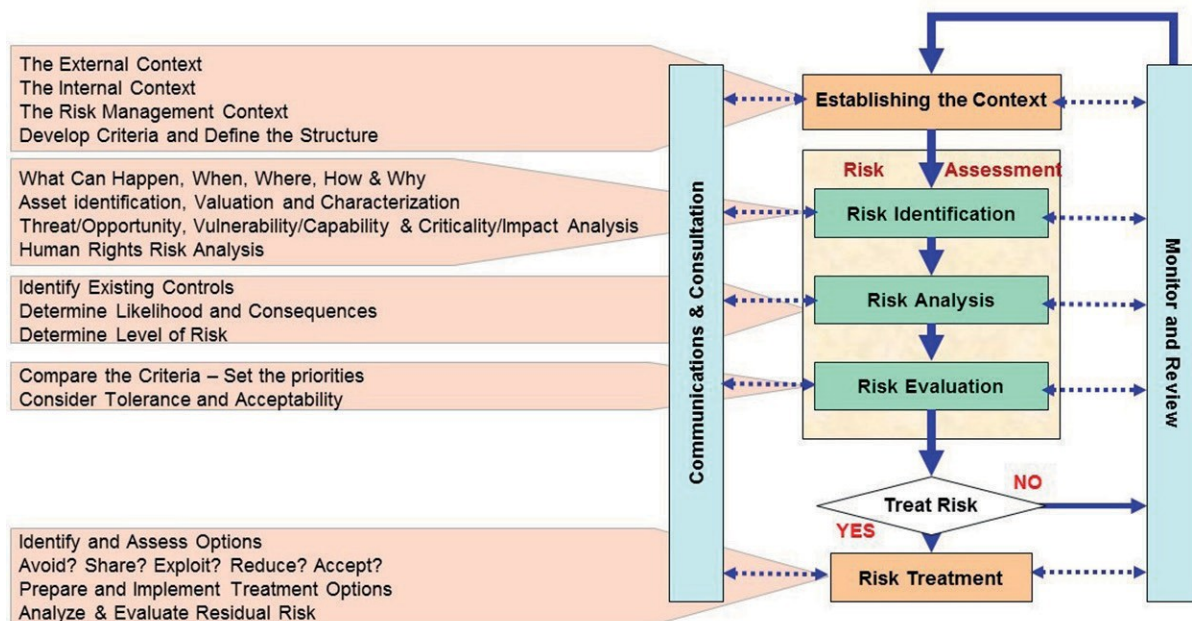 The External Context
The Internal Context
The Risk Management Context
Develop Criteria and Define the Structure
What Can Happen, When, Where, How & Why
Asset identification, Valuation and Characterization
Threat/Opportunity, Vulnerability/Capability & Criticality/Impact Analysis
Human Rights Risk Analysis
Identify Existing Controls
Determine Likelihood and Consequences
Determine Level of Risk
Compare the Criteria – Set the priorities
Consider Tolerance and Acceptability
Identify and Assess Options
Avoid? Share? Exploit? Reduce? Accept?
Prepare and Implement Treatment Options
Analyze & Evaluate Residual Risk
Communications & Consultation
Establishing the Context
Risk Assessment
Risk Identification
Risk Analysis
Risk Evaluation
Treat Risk
NO
YES
Risk Treatment
Monitor and Review